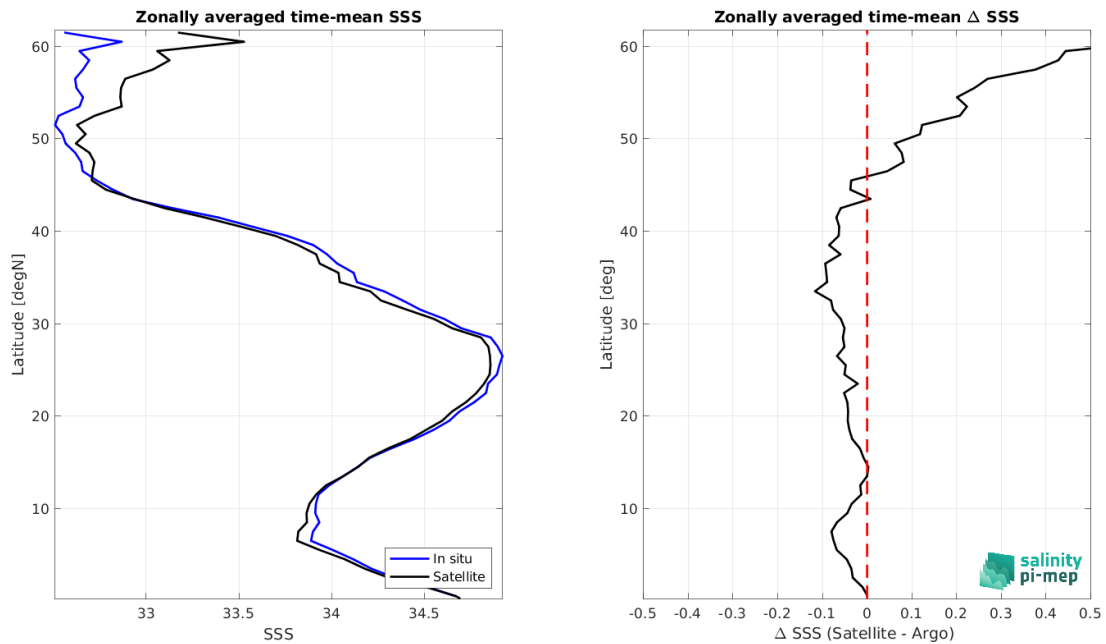 Zonally averaged time-mean SSS
60
50
40
30
20
10
Latitude [degN]
33
33.5
34
34.5
SSS
In situ
Satellite
Zonally averaged time-mean Δ SSS
60
50
40
30
20
10
Latitude [deg]
-0.5
-0.4
-0.3
-0.2
-0.1
0
0.1
0.2
0.3
0.4
0.5
Δ SSS (Satellite - Argo)
salinity
pi-mep